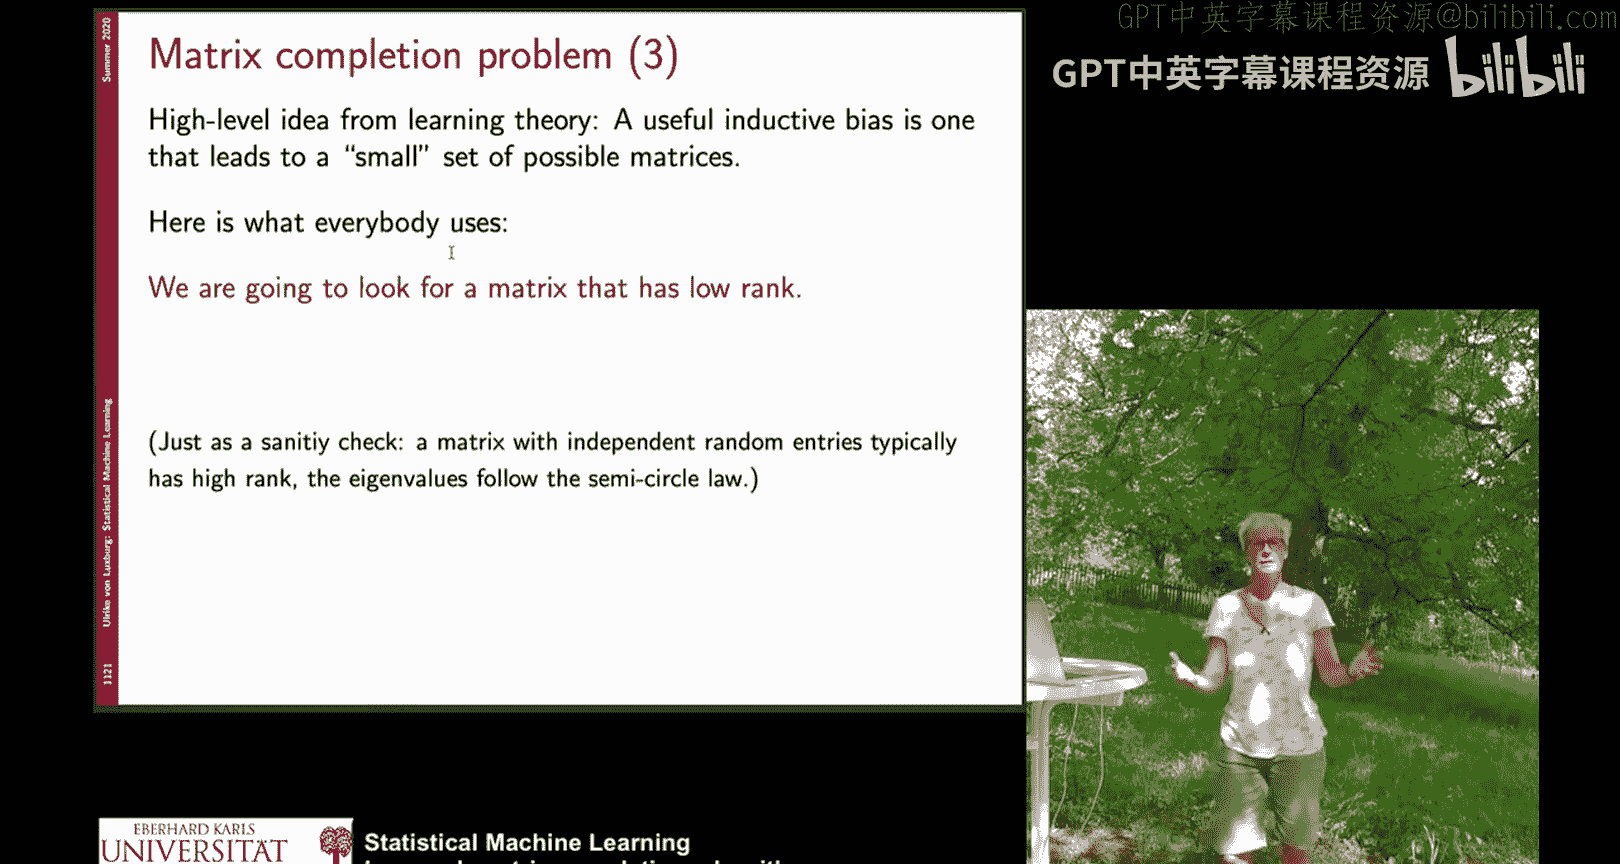 GPT中英字幕课程资源@bilibili.com
GPT中英字幕课程资源 bilibili
Summer 2020
Matrix completion problem (3)
High-level idea from learning theory: A useful inductive bias is one
that leads to a “small” set of possible matrices.
Here is what everybody uses:
We are going to look for a matrix that has low rank.
(Just as a sanitiy check: a matrix with independent random entries typically
has high rank, the eigenvalues follow the semi-circle law.)
Ulrike von Luxburg: Statistical Machine Learning
1121
EBERHARD KARLS
UNIVERSITÄT
Statistical Machine Learning